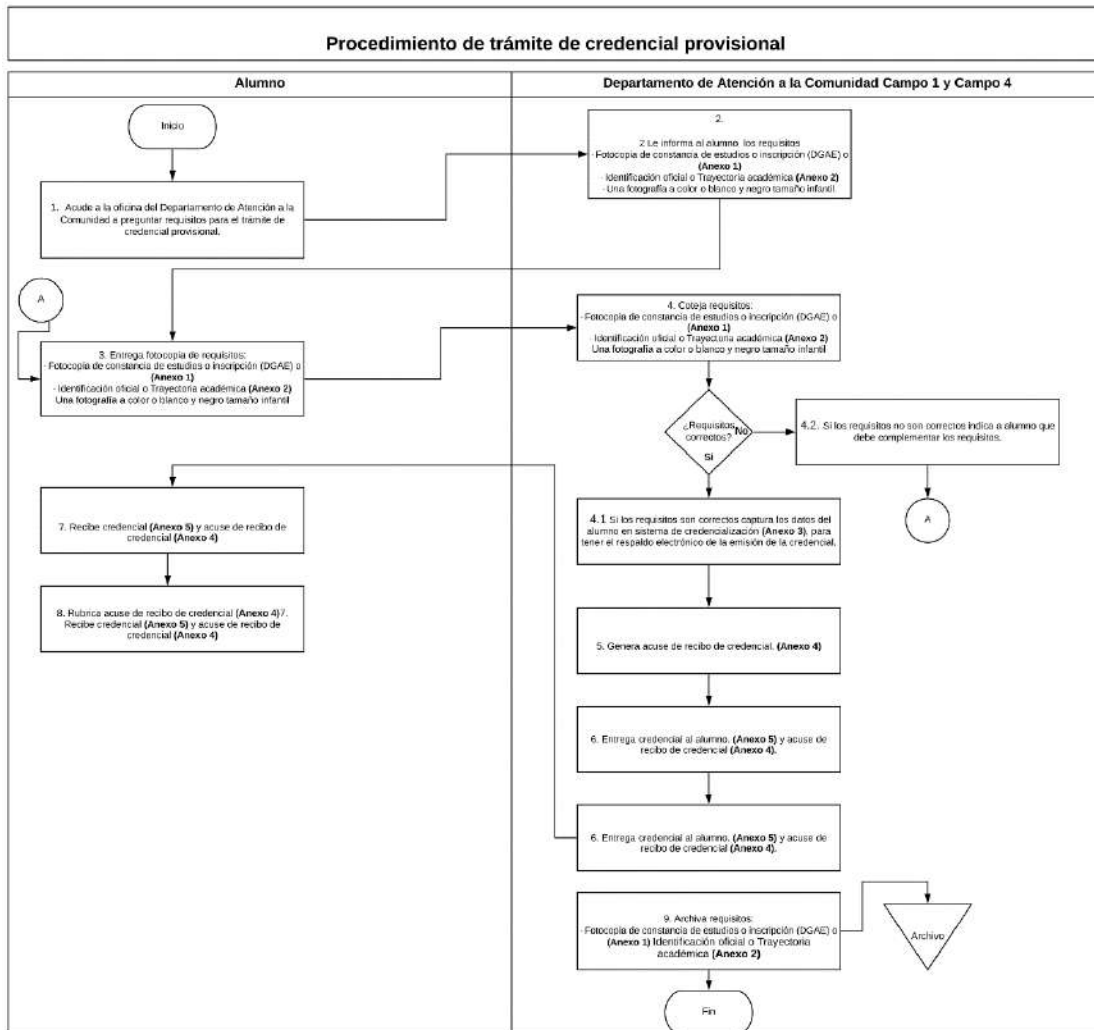 Procedimiento de trámite de credencial provisional
Alumno
Departamento de Atención a la Comunidad Campo 1 y Campo 4
Inicio
1. Acude a la oficina del Departamento de Atención a la
Comunidad a preguntar requisitos para el trámite de
credencial provisional.
2.
2 Le informa al alumno los requisitos
- Fotocopia de constancia de estudios o inscripción (DGAE) o
(Anexo 1)
- Identificación oficial o Trayectoria académica (Anexo 2)
- Una fotografía a color o blanco y negro tamaño infantil
A
3. Entrega fotocopia de requisitos:
- Fotocopia de constancia de estudios o inscripción (DGAE) o
(Anexo 1)
- Identificación oficial o Trayectoria académica (Anexo 2)
Una fotografía a color o blanco y negro tamaño infantil
4. Coteja requisitos:
- Fotocopia de constancia de estudios o inscripción (DGAE) o
(Anexo 1)
- Identificación oficial o Trayectoria académica (Anexo 2)
Una fotografía a color o blanco y negro tamaño infantil
¿Requisitos
correctos?
No
Si
4.2. Si los requisitos no son correctos indica a alumno que
debe complementar los requisitos.
A
4.1 Si los requisitos son correctos captura los datos del
alumno en sistema de credencialización (Anexo 3), para
tener el respaldo electrónico de la emisión de la credencial.
5. Genera acuse de recibo de credencial. (Anexo 4)
6. Entrega credencial al alumno. (Anexo 5) y acuse de
recibo de credencial (Anexo 4).
6. Entrega credencial al alumno. (Anexo 5) y acuse de
recibo de credencial (Anexo 4).
7. Recibe credencial (Anexo 5) y acuse de recibo de
credencial (Anexo 4)
8. Rubrica acuse de recibo de credencial (Anexo 4)7.
Recibe credencial (Anexo 5) y acuse de recibo de
credencial (Anexo 4)
9. Archiva requisitos:
- Fotocopia de constancia de estudios o inscripción (DGAE) o
(Anexo 1) Identificación oficial o Trayectoria
académica (Anexo 2)
Archivo
Fin